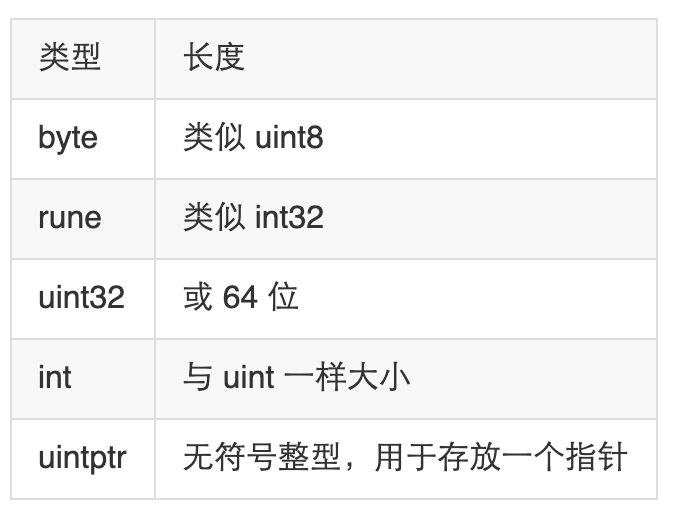 类型 长度
byte 类似 uint8
rune 类似 int32
uint32 或 64 位
int 与 uint 一样大小
uintptr 无符号整型，用于存放一个指针